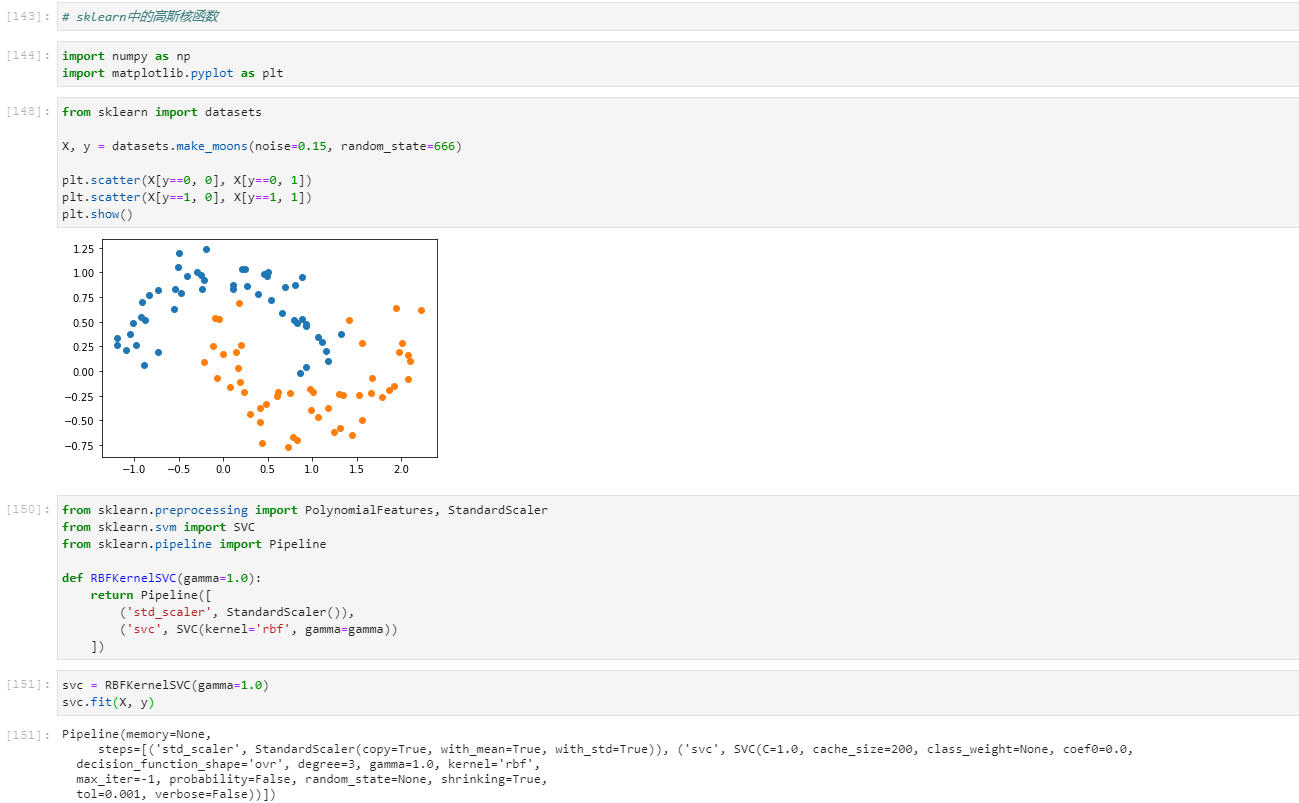 [143]: # sklearn中的高斯核函数
[144]: import numpy as np
import matplotlib.pyplot as plt
[148]: from sklearn import datasets
X, y = datasets.make_moons(noise=0.15, random_state=666)
plt.scatter(X[y==0, 0], X[y==0, 1])
plt.scatter(X[y==1, 0], X[y==1, 1])
plt.show()
1.25
1.00
0.75
0.50
0.25
0.00
−0.25
−0.50
−0.75
−1.0 −0.5 0.0 0.5 1.0 1.5 2.0
[150]: from sklearn.preprocessing import PolynomialFeatures, StandardScaler
from sklearn.svm import SVC
from sklearn.pipeline import Pipeline
def RBFKernelSVC(gamma=1.0):
    return Pipeline([
        ('std_scaler', StandardScaler()),
        ('svc', SVC(kernel='rbf', gamma=gamma))
    ])
[151]: svc = RBFKernelSVC(gamma=1.0)
svc.fit(X, y)
[151]: Pipeline(memory=None,
     steps=[('std_scaler', StandardScaler(copy=True, with_mean=True, with_std=True)), ('svc', SVC(C=1.0, cache_size=200, class_weight=None, coef0=0.0,
  decision_function_shape='ovr', degree=3, gamma=1.0, kernel='rbf',
  max_iter=-1, probability=False, random_state=None, shrinking=True,
  tol=0.001, verbose=False))])